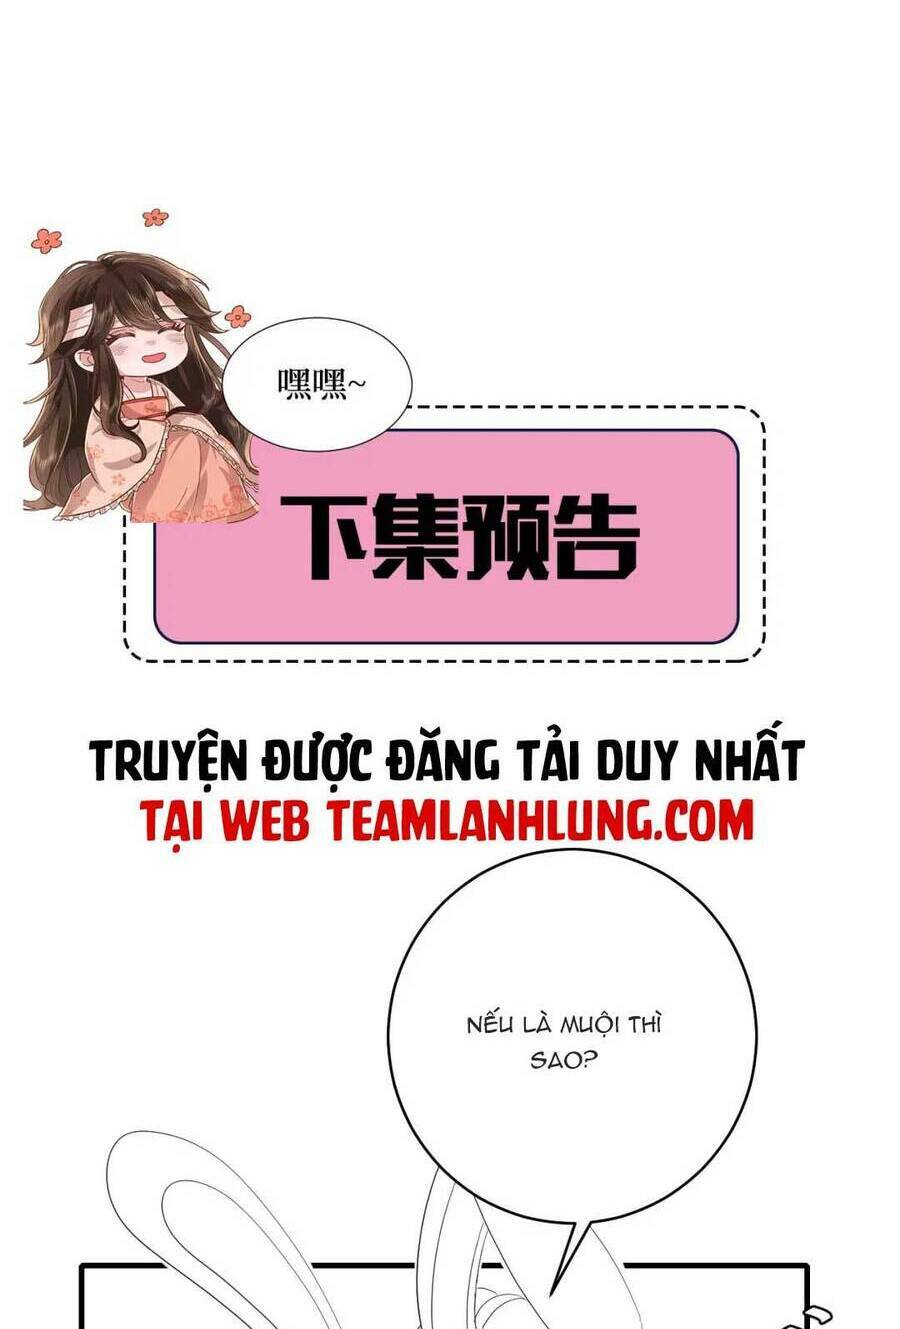 嘿嘿~
下集预告
TRUYỆN ĐƯỢC ĐĂNG TẢI DUY NHẤT
TẠI WEB TEAMLANHLUNG.COM
NẾU LÀ MUỘI THÌ
SAO?